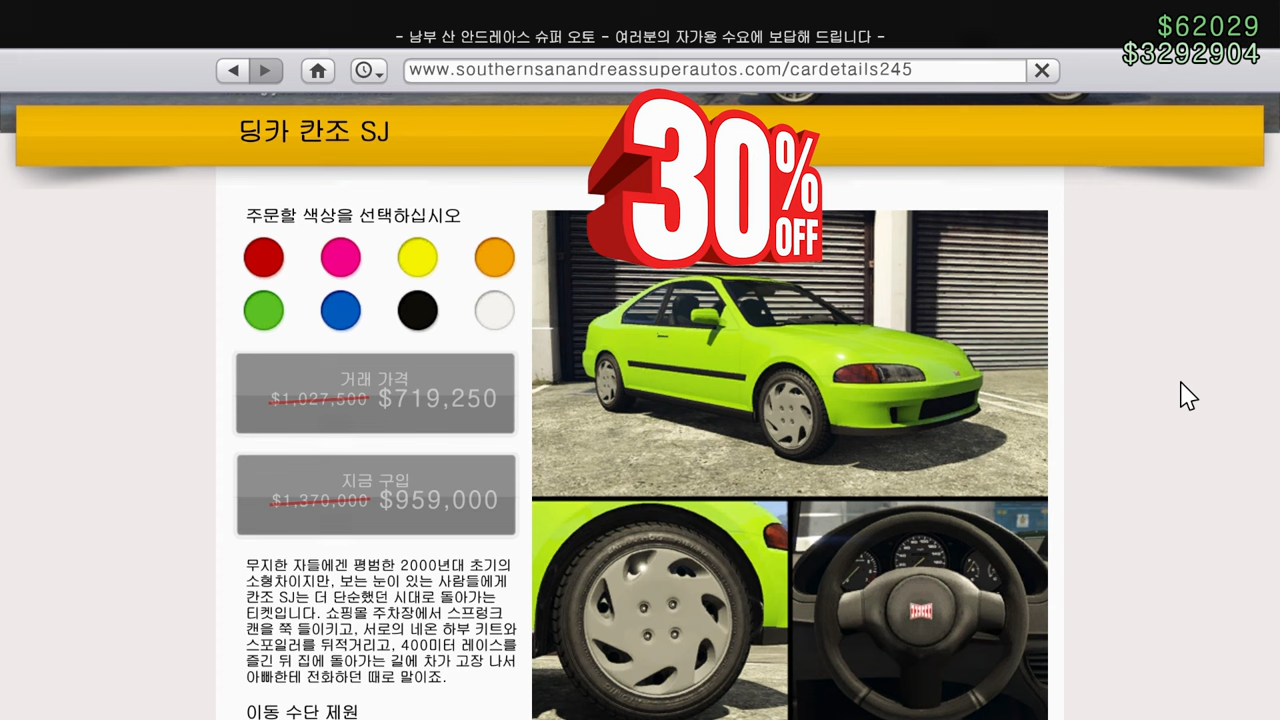 - 남부 산 안드레아스 슈퍼 오토 - 여러분의 자가용 수요에 보답해 드립니다 -
$62029
$3292904
www.southernsanandreassuperautos.com/cardetails245
딩카 칸조 SJ
30% OFF
주문할 색상을 선택하십시오
거래 가격
$1,027,500 $719,250
지금 구입
$1,370,000 $959,000
무지한 자들에겐 평범한 2000년대 초기의
소형차이지만, 보는 눈이 있는 사람들에게
칸조 SJ는 더 단순했던 시대로 돌아가는
티켓입니다. 쇼핑몰 주차장에서 스프렁크
캔을 쭉 들이키고, 서로의 네온 하부 키트와
스포일러를 뒤적거리고, 400미터 레이스를
즐긴 뒤 집에 돌아가는 길에 차가 고장 나서
아빠한테 전화하던 때로 말이죠.
이동 수단 제원